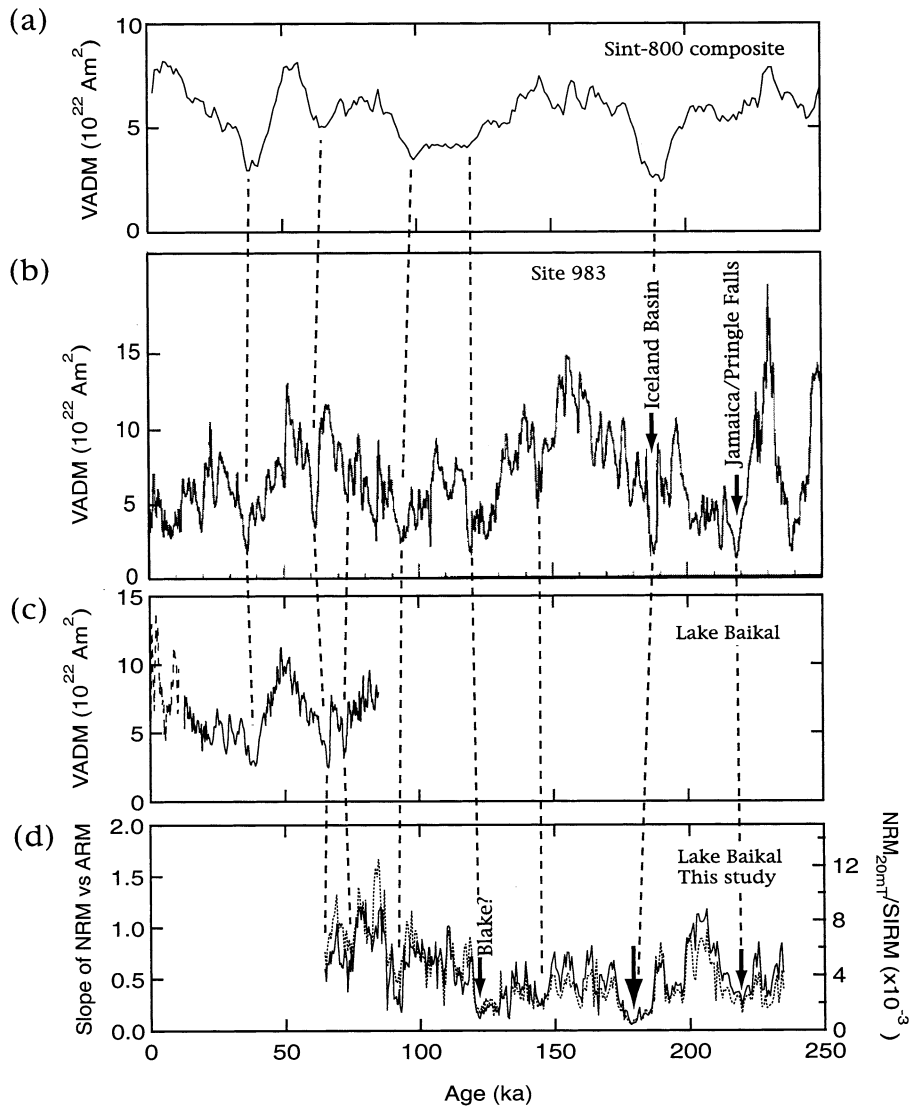 (a)
10
5
0
VADM (10²² Am²)
Sint-800 composite
(b)
15
10
5
0
VADM (10²² Am²)
Site 983
Iceland Basin
Jamaica/Pringle Falls
(c)
15
10
5
0
VADM (10²² Am²)
Lake Baikal
(d)
2.0
1.5
1.0
0.5
0.0
Slope of NRM vs ARM
Lake Baikal
This study
Blake?
12
8
4
0
NRM₂₀mT/SIRM (x10⁻³)
0 50 100 150 200 250
Age (ka)